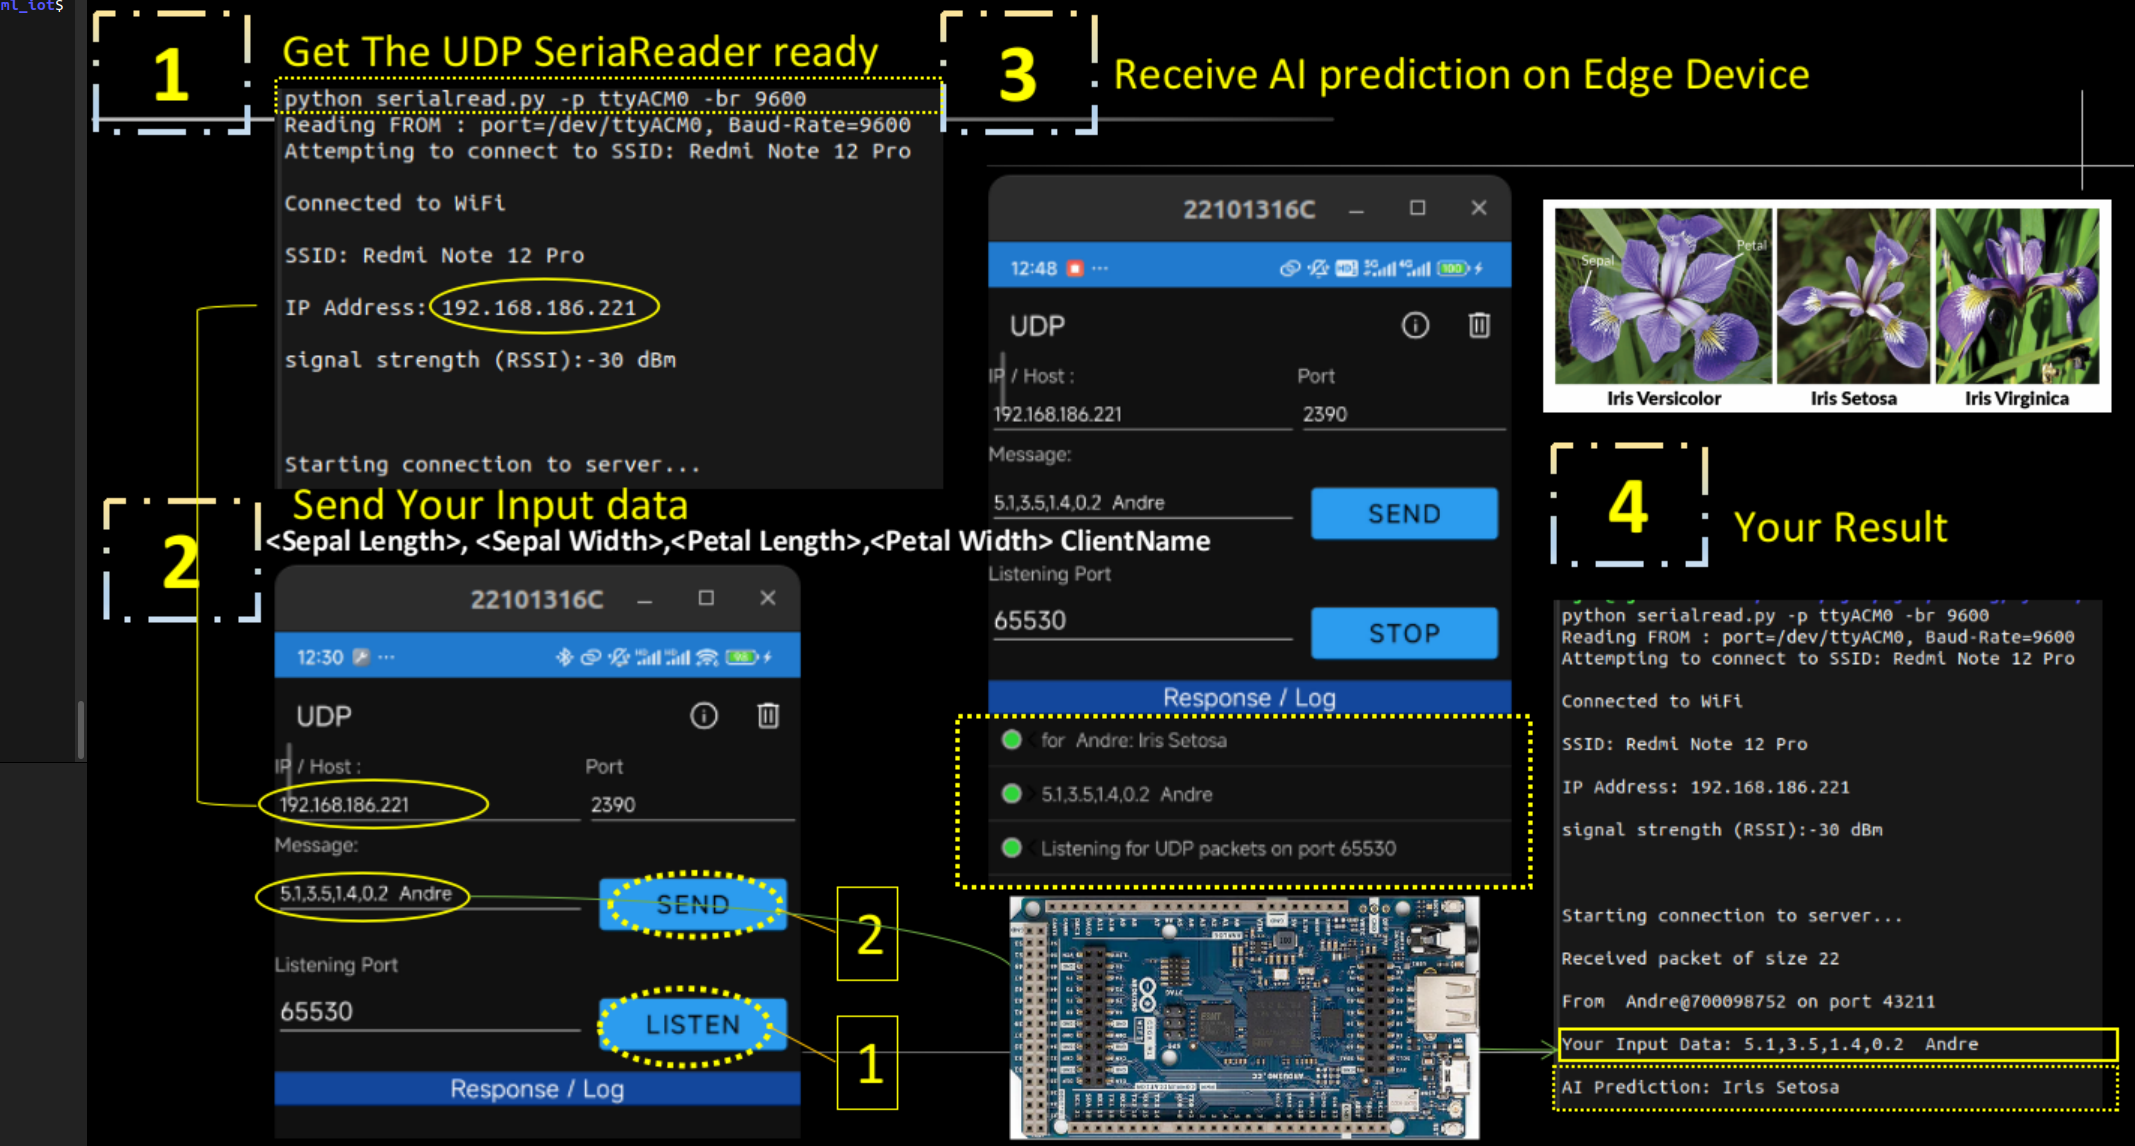 ml_iot$
1
Get The UDP SeriaReader ready
python serialread.py -p ttyACM0 -br 9600
Reading FROM : port=/dev/ttyACM0, Baud-Rate=9600
Attempting to connect to SSID: Redmi Note 12 Pro
Connected to WiFi
SSID: Redmi Note 12 Pro
IP Address: 192.168.186.221
signal strength (RSSI):-30 dBm
Starting connection to server...
2
Send Your Input data
<Sepal Length>, <Sepal Width>,<Petal Length>,<Petal Width> ClientName
22101316C
12:30
98
UDP
IP / Host :
Port
192.168.186.221
2390
Message:
5.1,3.5,1.4,0.2 Andre
SEND
2
Listening Port
65530
LISTEN
1
Response / Log
3
Receive AI prediction on Edge Device
22101316C
12:48
5G
4G
100
UDP
IP / Host :
Port
192.168.186.221
2390
Message:
5.1,3.5,1.4,0.2 Andre
SEND
Listening Port
65530
STOP
Response / Log
for Andre: Iris Setosa
5.1,3.5,1.4,0.2 Andre
Listening for UDP packets on port 65530
Sepal
Petal
Iris Versicolor
Iris Setosa
Iris Virginica
4
Your Result
python serialread.py -p ttyACM0 -br 9600
Reading FROM : port=/dev/ttyACM0, Baud-Rate=9600
Attempting to connect to SSID: Redmi Note 12 Pro
Connected to WiFi
SSID: Redmi Note 12 Pro
IP Address: 192.168.186.221
signal strength (RSSI):-30 dBm
Starting connection to server...
Received packet of size 22
From Andre@700098752 on port 43211
Your Input Data: 5.1,3.5,1.4,0.2 Andre
AI Prediction: Iris Setosa